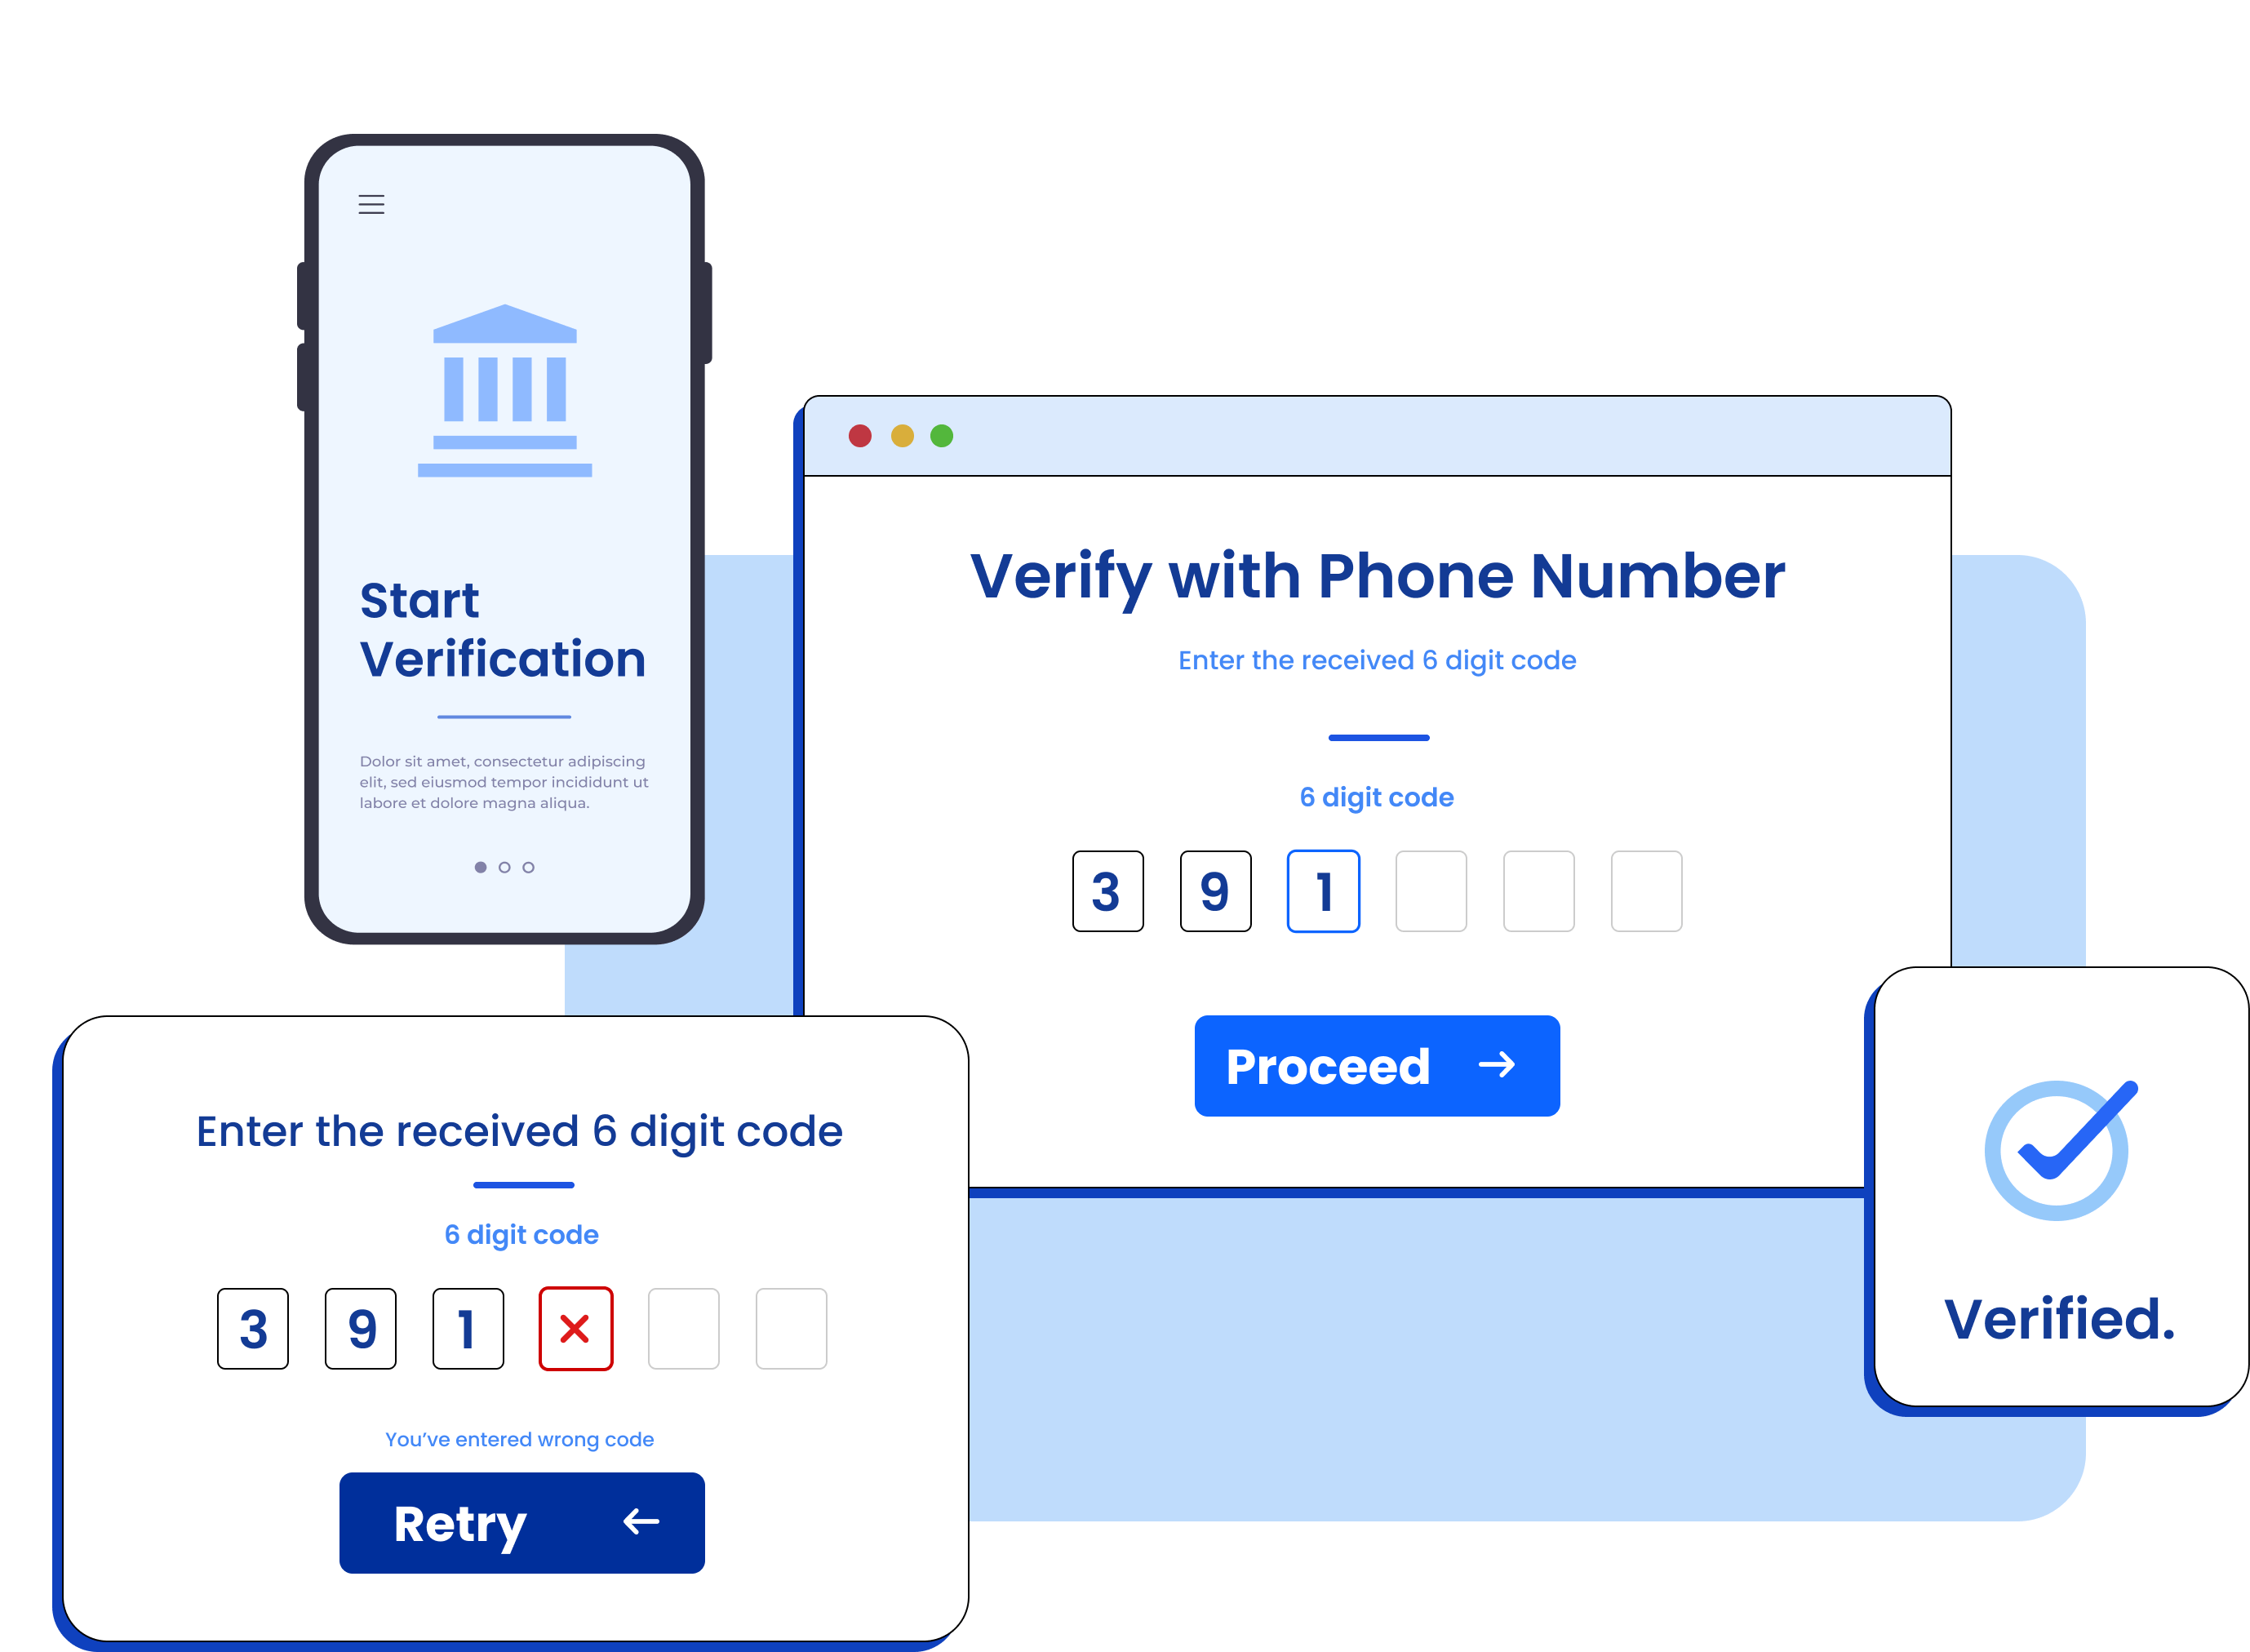 Start
Verification
Dolor sit amet, consectetur adipiscing
elit, sed eiusmod tempor incididunt ut
labore et dolore magna aliqua.
Verify with Phone Number
Enter the received 6 digit code
6 digit code
3 9 1
Proceed
Enter the received 6 digit code
6 digit code
3 9 1
You’ve entered wrong code
Retry
Verified.